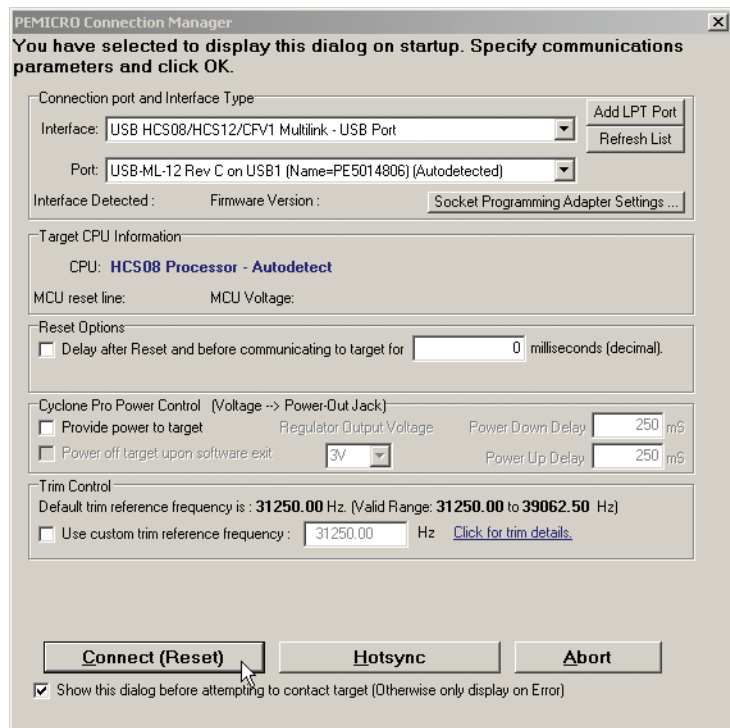 PEMICRO Connection Manager
You have selected to display this dialog on startup. Specify communications
parameters and click OK.
Connection port and Interface Type
Add LPT Port
Interface: USB HCS08/HCS12/CFV1 Multilink - USB Port
Refresh List
Port: USB-ML-12 Rev C on USB1 (Name=PE5014806) (Autodetected)
Interface Detected : Firmware Version : Socket Programming Adapter Settings ...
Target CPU Information
CPU: HCS08 Processor - Autodetect
MCU reset line: MCU Voltage:
Reset Options
Delay after Reset and before communicating to target for 0 milliseconds (decimal).
Cyclone Pro Power Control (Voltage --> Power-Out Jack)
Provide power to target Regulator Output Voltage Power Down Delay 250 mS
Power off target upon software exit 3V Power Up Delay 250 mS
Trim Control
Default trim reference frequency is : 31250.00 Hz. (Valid Range: 31250.00 to 39062.50 Hz)
Use custom trim reference frequency : 31250.00 Hz Click for trim details.
Connect (Reset) Hotsync Abort
Show this dialog before attempting to contact target (Otherwise only display on Error)